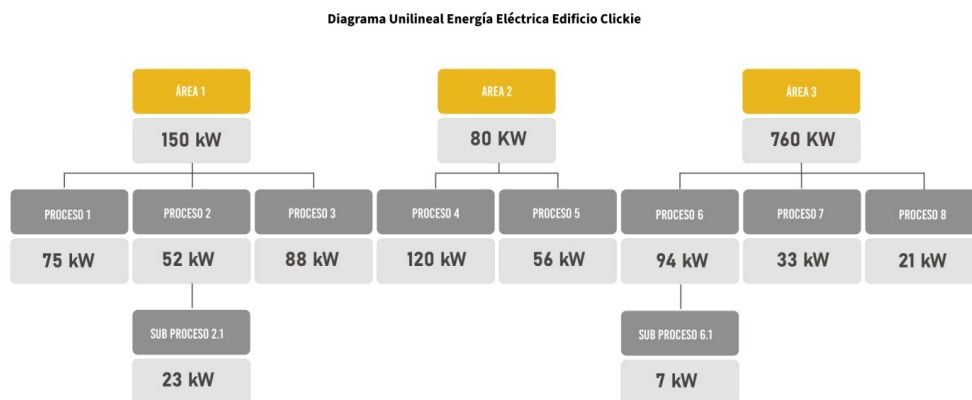 Diagrama Unilineal Energía Eléctrica Edificio Clickie
ÁREA 1
AREA 2
ÁREA 3
150 kW
80 KW
760 KW
PROCESO 1
PROCESO 2
PROCESO 3
PROCESO 4
PROCESO 5
PROCESO 6
PROCESO 7
PROCESO 8
75 kW
52 kW
88 kW
120 kW
56 kW
94 kW
33 kW
21 kW
SUB PROCESO 2.1
SUB PROCESO 6.1
23 kW
7 kW